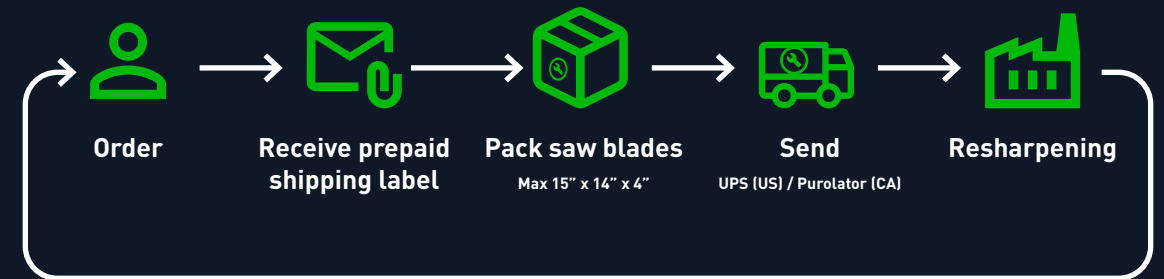 Order
Receive prepaid
shipping label
Pack saw blades
Max 15” x 14” x 4”
Send
UPS (US) / Purolator (CA)
Resharpening